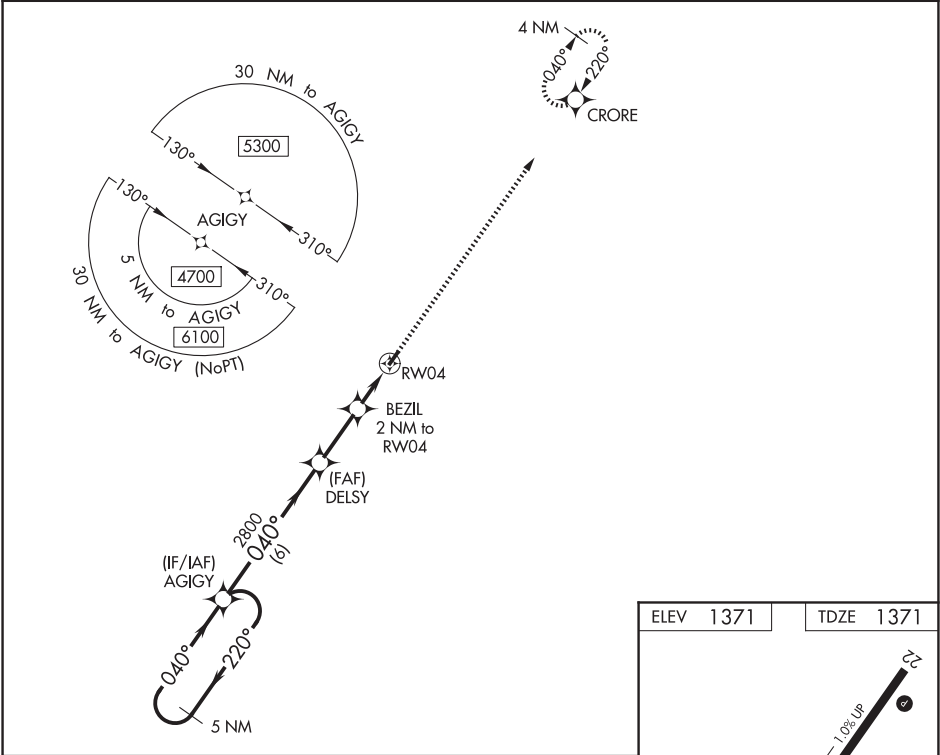 4 NM
040°
220°
CRORE
30 NM to AGIGY
5300
130°
310°
AGIGY
130°
310°
4700
5 NM to AGIGY
6100
30 NM to AGIGY (NoPT)
RW04
BEZIL
2 NM to
RW04
(FAF)
DELSY
2800
040°
(6)
(IF/IAF)
AGIGY
040°
220°
5 NM
ELEV 1371
TDZE 1371
22
1.0% UP
P